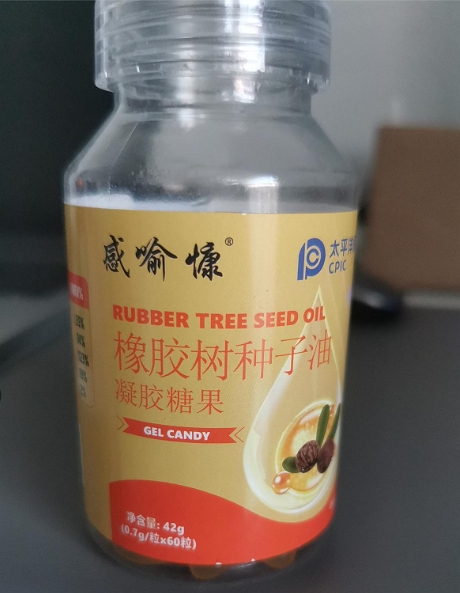 感喻慷®
太平洋
CPIC
RUBBER TREE SEED OIL
橡胶树种子油
凝胶糖果
GEL CANDY
净含量: 42g
(0.7g/粒x60粒)